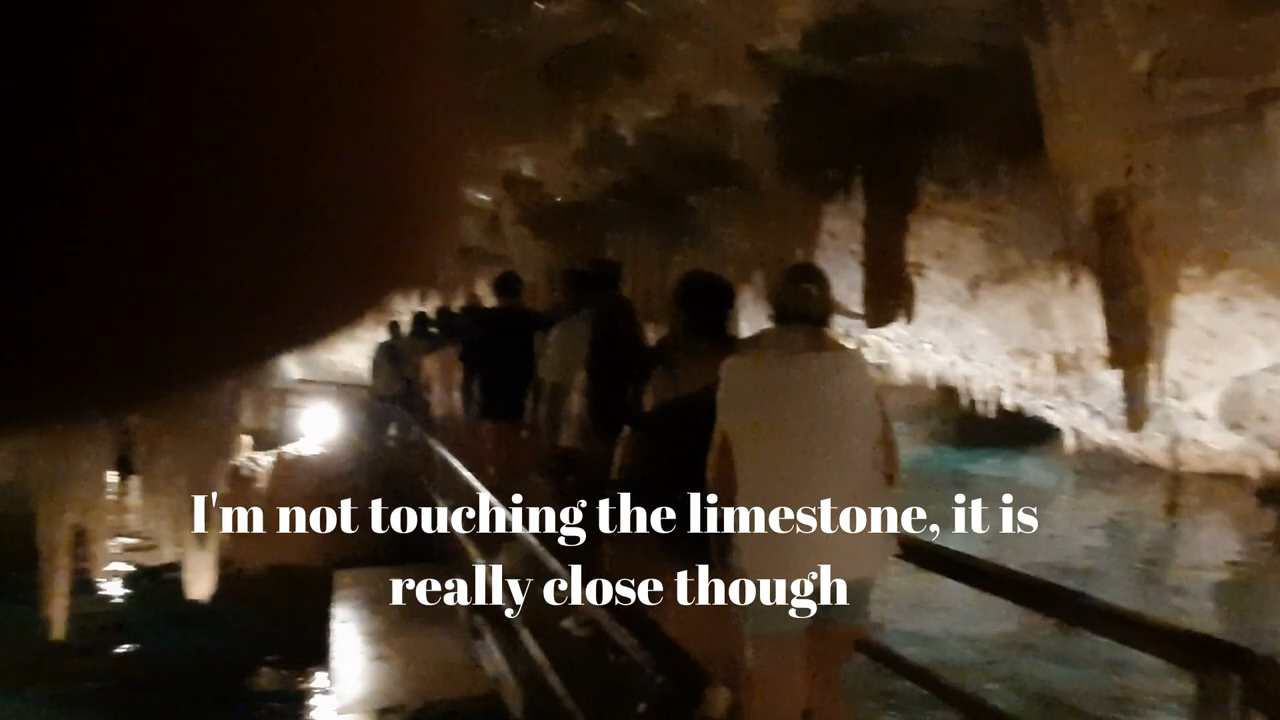 I'm not touching the limestone, it is
really close though